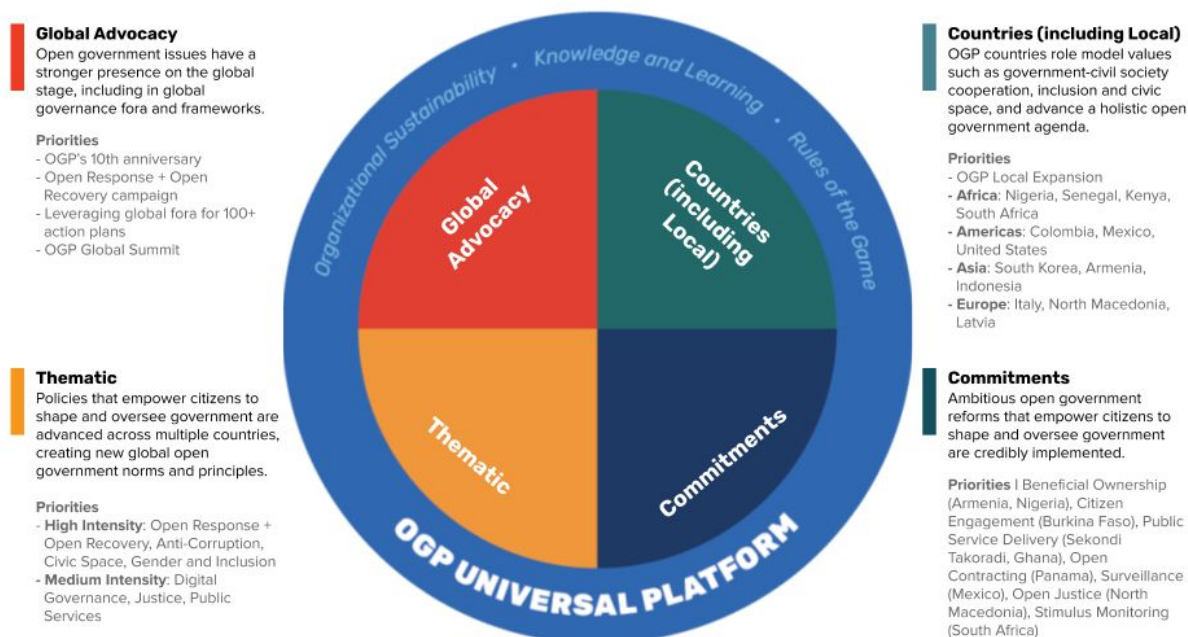 Global Advocacy
Open government issues have a
stronger presence on the global
stage, including in global
governance fora and frameworks.
Priorities
- OGP's 10th anniversary
- Open Response + Open
Recovery campaign
- Leveraging global fora for 100+
action plans
- OGP Global Summit
Thematic
Policies that empower citizens to
shape and oversee government are
advanced across multiple countries,
creating new global open
government norms and principles.
Priorities
- High Intensity: Open Response +
Open Recovery, Anti-Corruption,
Civic Space, Gender and Inclusion
- Medium Intensity: Digital
Governance, Justice, Public
Services
Organizational Sustainability • Knowledge and Learning • Rules of the Game
Global
Advocacy
Countries
(including
Local)
Thematic
Commitments
OGP UNIVERSAL PLATFORM
Countries (including Local)
OGP countries role model values
such as government-civil society
cooperation, inclusion and civic
space, and advance a holistic open
government agenda.
Priorities
- OGP Local Expansion
- Africa: Nigeria, Senegal, Kenya,
South Africa
- Americas: Colombia, Mexico,
United States
- Asia: South Korea, Armenia,
Indonesia
- Europe: Italy, North Macedonia,
Latvia
Commitments
Ambitious open government
reforms that empower citizens to
shape and oversee government
are credibly implemented.
Priorities | Beneficial Ownership
(Armenia, Nigeria), Citizen
Engagement (Burkina Faso), Public
Service Delivery (Sekondi
Takoradi, Ghana), Open
Contracting (Panama), Surveillance
(Mexico), Open Justice (North
Macedonia), Stimulus Monitoring
(South Africa)